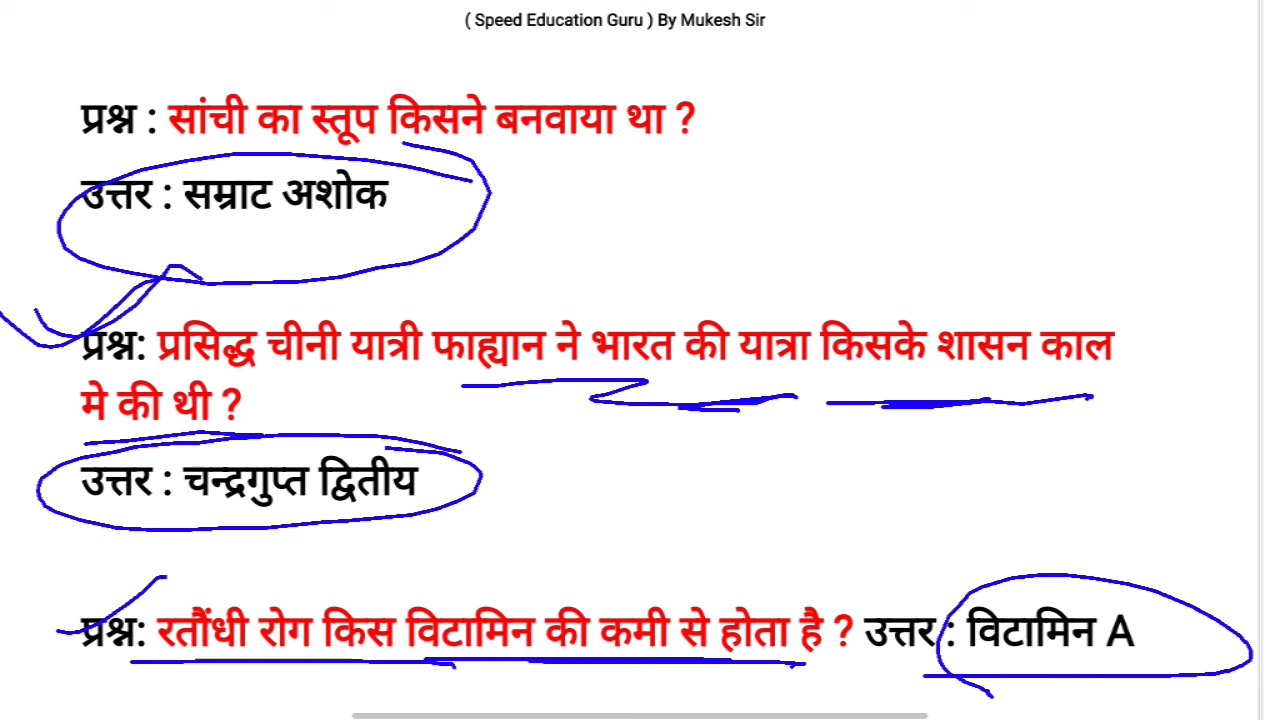 ( Speed Education Guru ) By Mukesh Sir
प्रश्न : सांची का स्तूप किसने बनवाया था ?
उत्तर : सम्राट अशोक
प्रश्न: प्रसिद्ध चीनी यात्री फाह्यान ने भारत की यात्रा किसके शासन काल
मे की थी ?
उत्तर : चन्द्रगुप्त द्वितीय
प्रश्न: रतौंधी रोग किस विटामिन की कमी से होता है ? उत्तर : विटामिन A